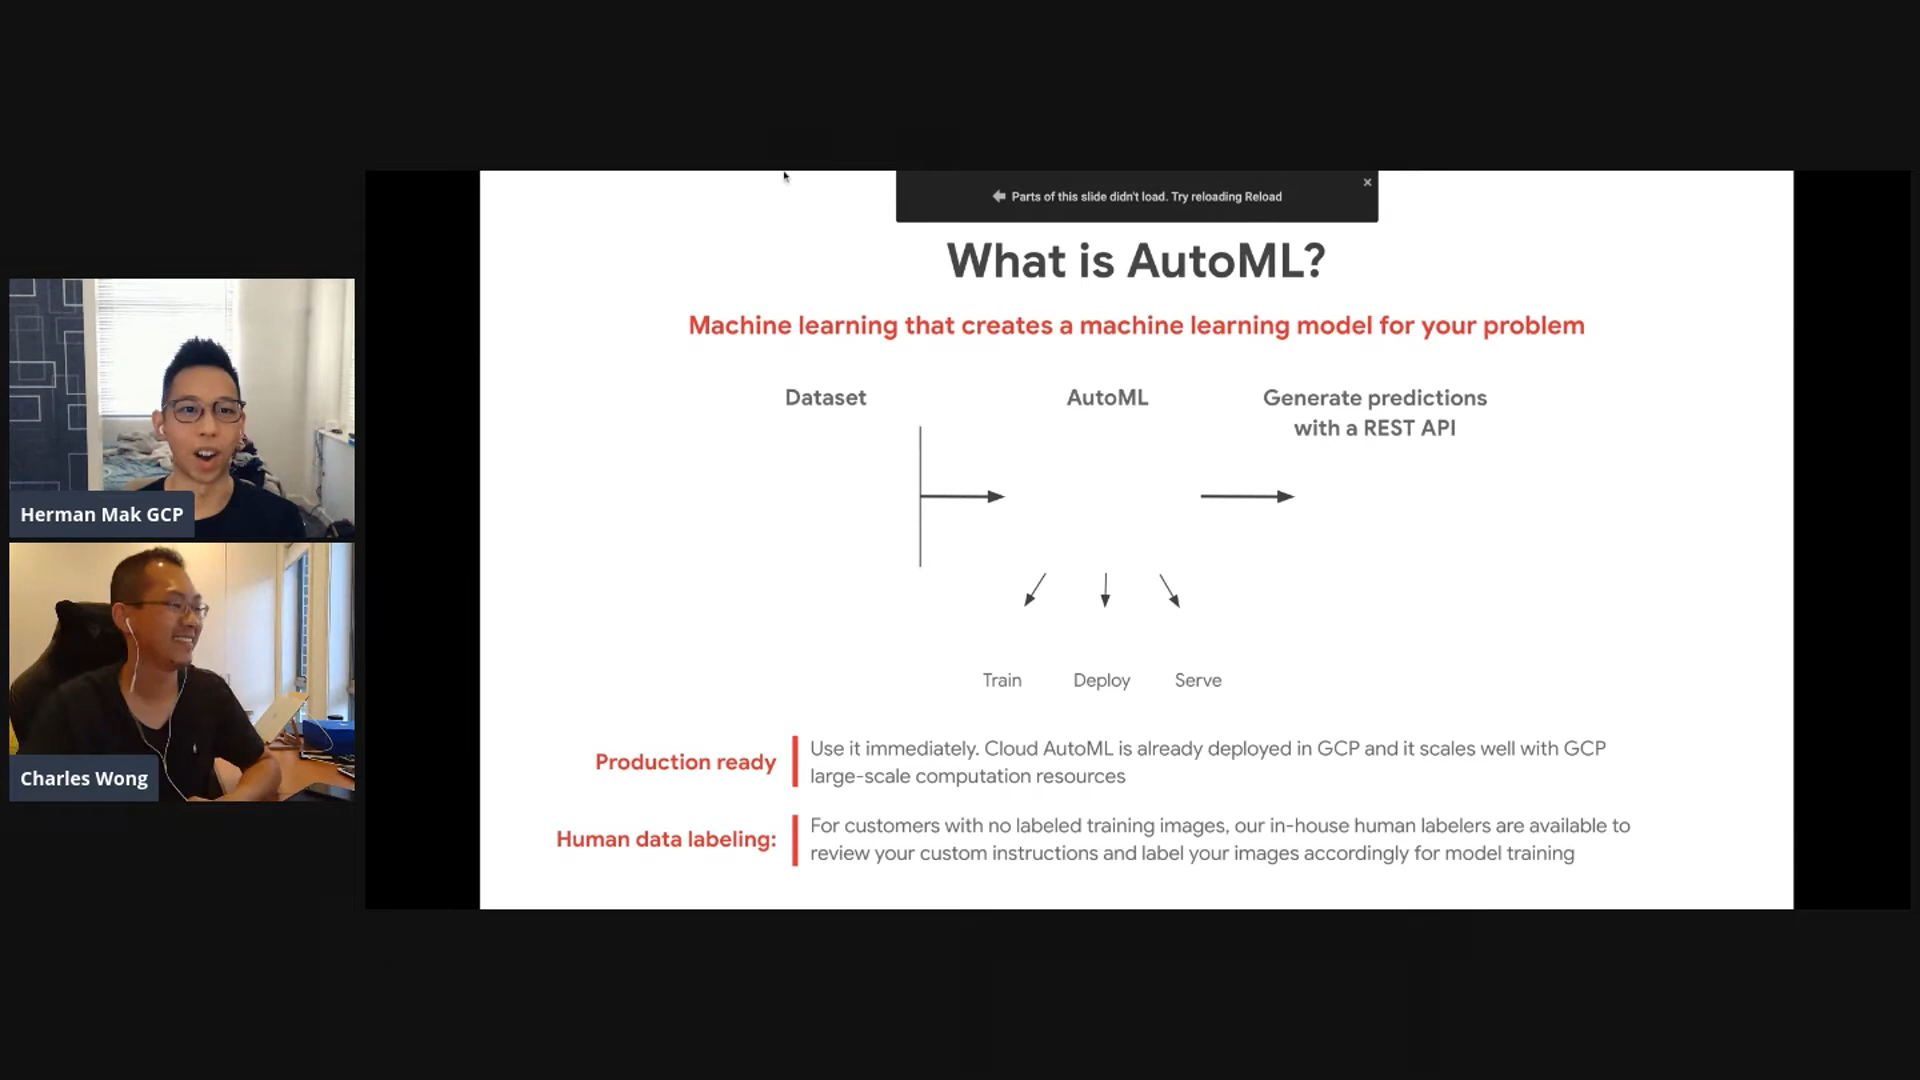 Parts of this slide didn't load. Try reloading Reload
What is AutoML?
Machine learning that creates a machine learning model for your problem
Dataset
AutoML
Generate predictions
with a REST API
Train
Deploy
Serve
Production ready
Use it immediately. Cloud AutoML is already deployed in GCP and it scales well with GCP
large-scale computation resources
Human data labeling:
For customers with no labeled training images, our in-house human labelers are available to
review your custom instructions and label your images accordingly for model training
Herman Mak GCP
Charles Wong